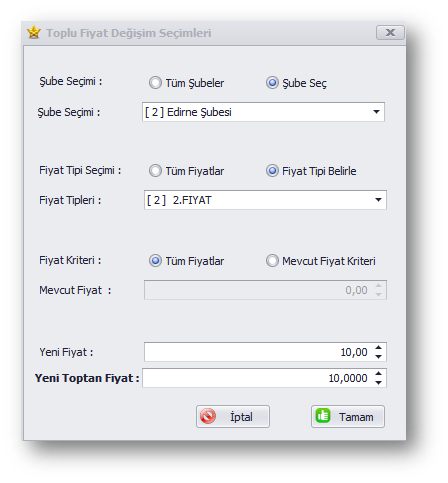 Toplu Fiyat Değişim Seçimleri
Şube Seçimi : Tüm Şubeler Şube Seç
Şube Seçimi : [ 2 ] Edirne Şubesi
Fiyat Tipi Seçimi : Tüm Fiyatlar Fiyat Tipi Belirle
Fiyat Tipleri : [ 2 ] 2.FIYAT
Fiyat Kriteri : Tüm Fiyatlar Mevcut Fiyat Kriteri
Mevcut Fiyat : 0,00
Yeni Fiyat : 10,00
Yeni Toptan Fiyat : 10,0000
İptal Tamam